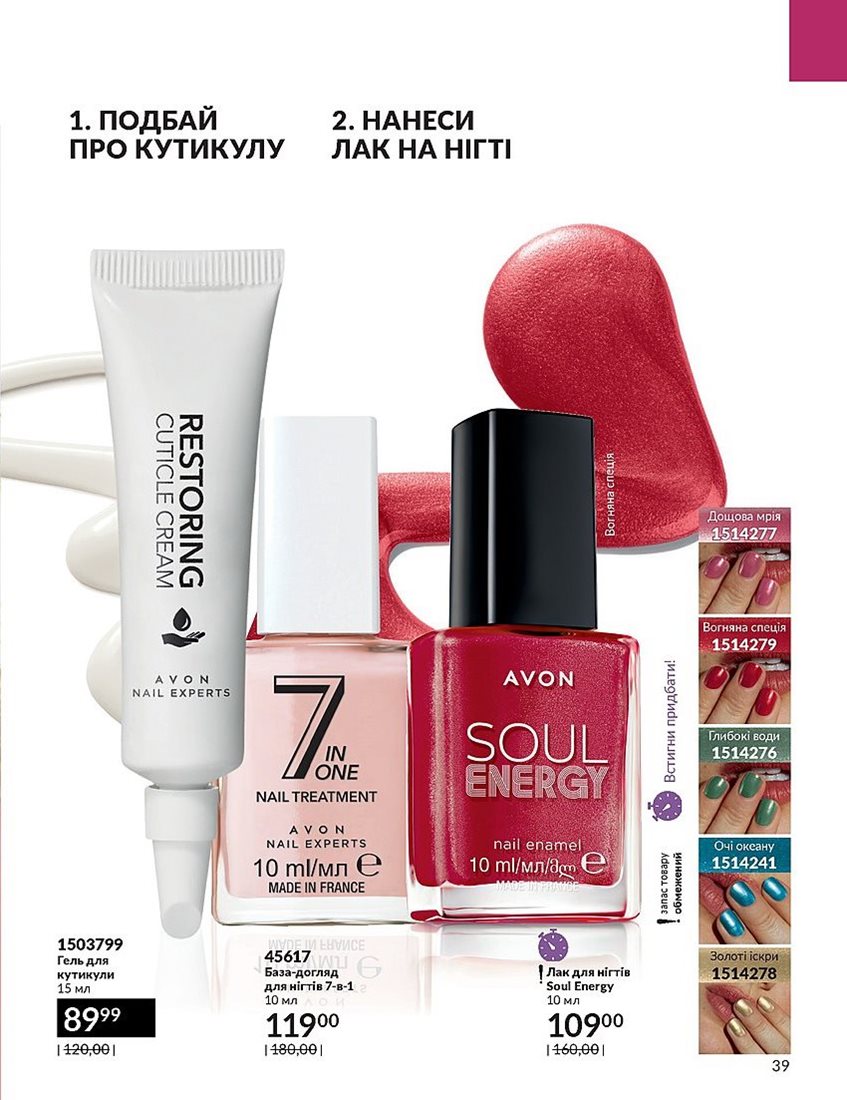 1. ПОДБАЙ
ПРО КУТИКУЛУ
2. НАНЕСИ
ЛАК НА НІГТІ
RESTORING
CUTICLE CREAM
AVON
NAIL EXPERTS
7 IN
ONE
NAIL TREATMENT
AVON
NAIL EXPERTS
10 ml/мл e
MADE IN FRANCE
AVON
SOUL
ENERGY
nail enamel
10 ml/мл/მლ e
MADE IN FRANCE
Вогняна спеція
Дощова мрія
1514277
Вогняна спеція
1514279
Глибокі води
1514276
Очі океану
1514241
Золоті іскри
1514278
Встигни придбати!
запас товару
обмежений
1503799
Гель для
кутикули
15 мл
89 99
|120,00|
45617
База-догляд
для нігтів 7-в-1
10 мл
119 00
|180,00|
Лак для нігтів
Soul Energy
10 мл
109 00
|160,00|
39